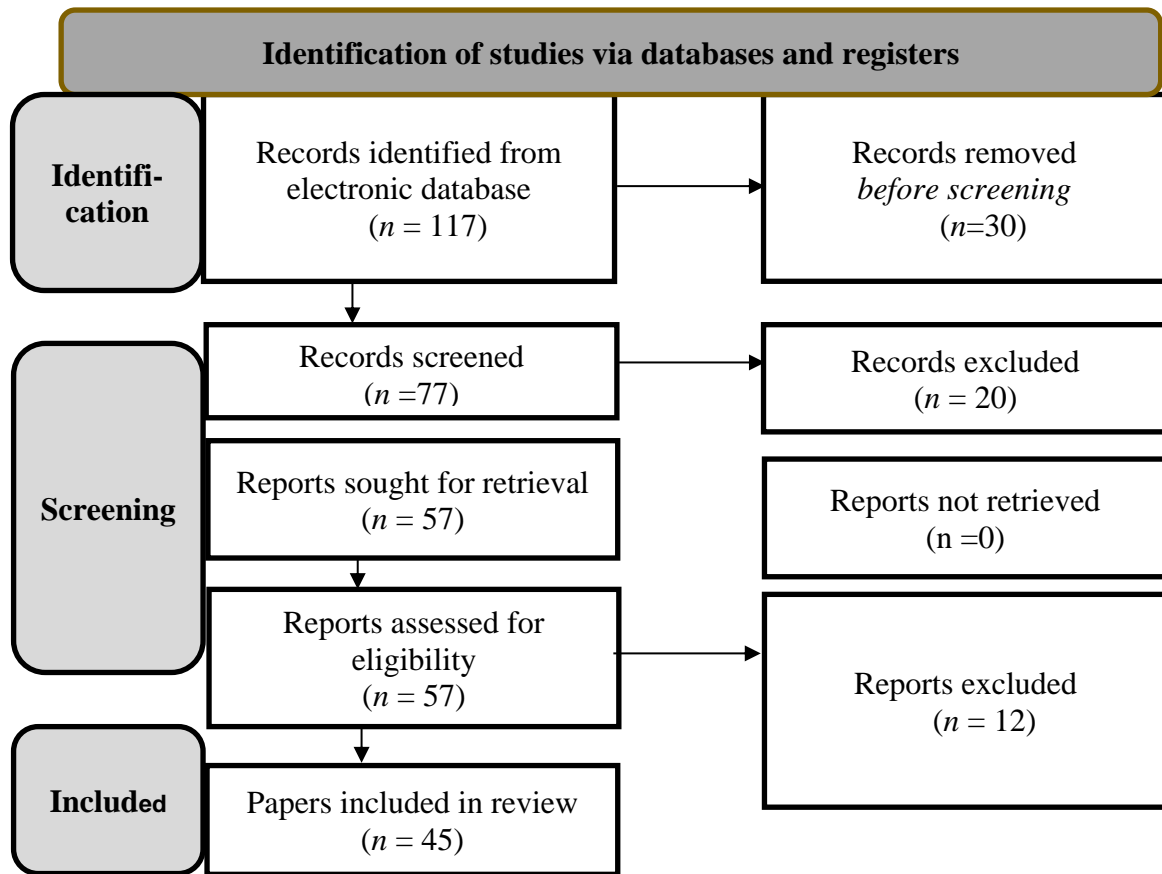 Identification of studies via databases and registers
Identifi-
cation
Records identified from
electronic database
(n = 117)
Records removed
before screening
(n=30)
Screening
Records screened
(n =77)
Records excluded
(n = 20)
Reports sought for retrieval
(n = 57)
Reports not retrieved
(n =0)
Reports assessed for
eligibility
(n = 57)
Reports excluded
(n = 12)
Included
Papers included in review
(n = 45)